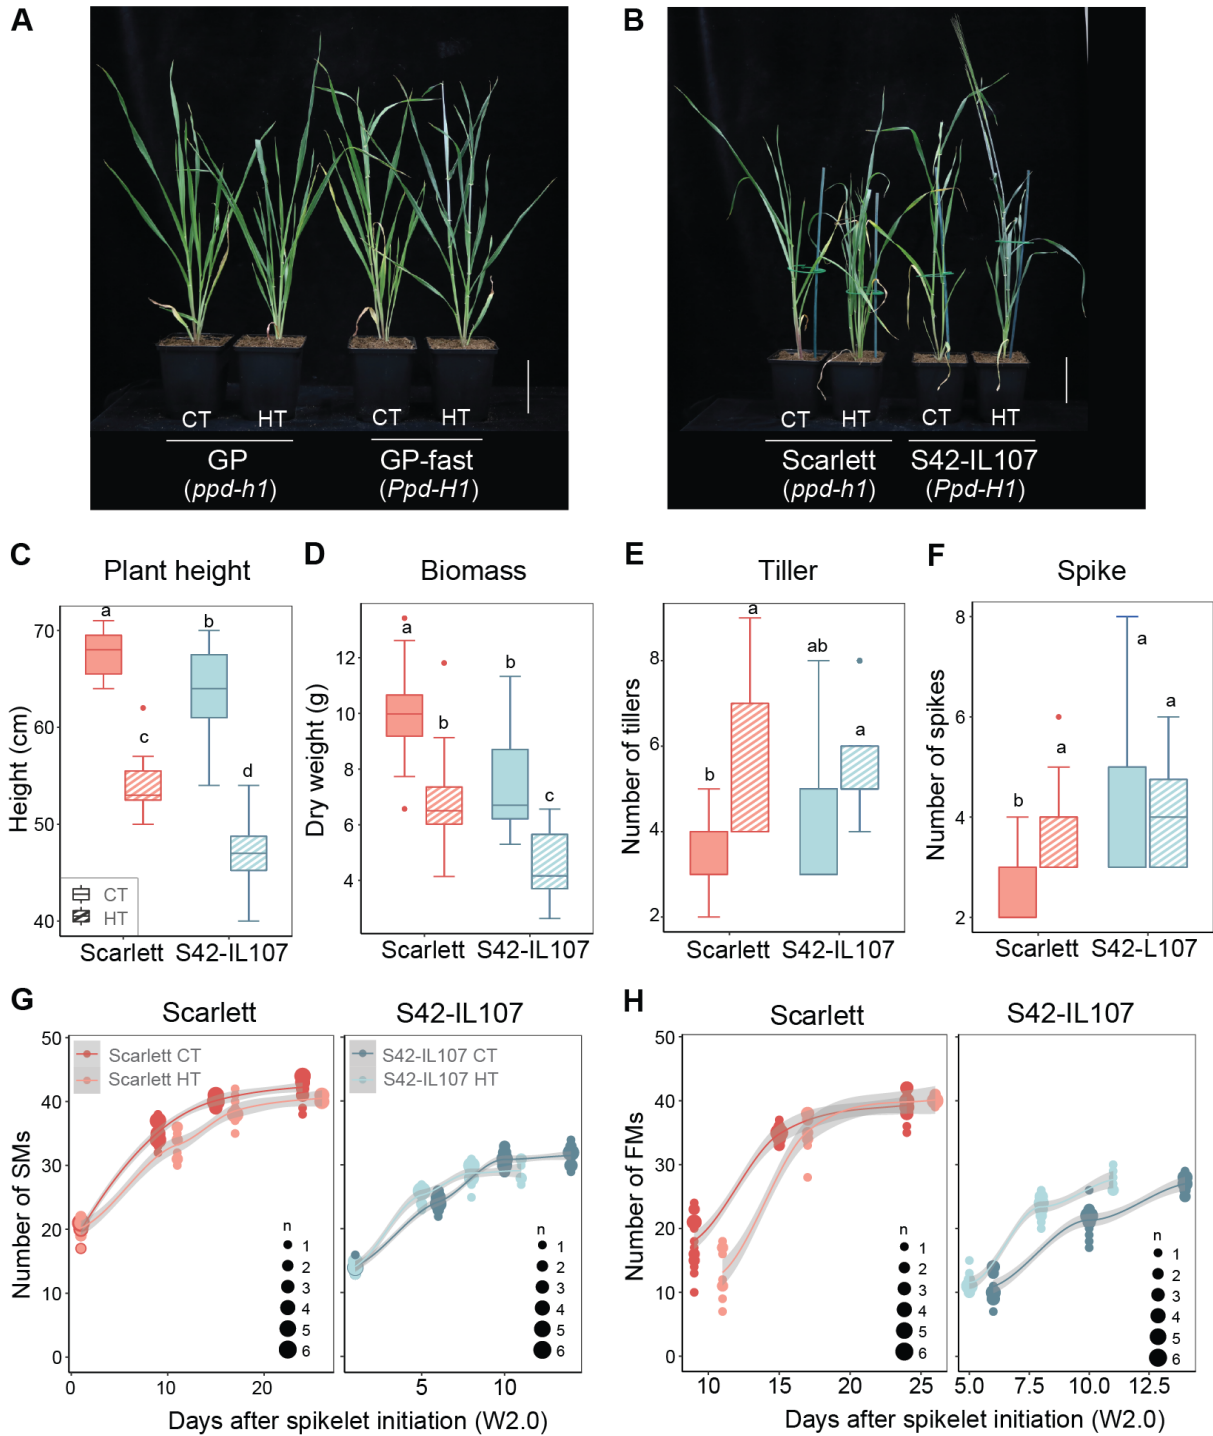 A
B
CT HT CT HT
GP GP-fast
(ppd-h1) (Ppd-H1)
CT HT CT HT
Scarlett S42-IL107
(ppd-h1) (Ppd-H1)
C
Plant height
Height (cm)
70
60
50
40
a
c
b
d
CT
HT
Scarlett S42-IL107
D
Biomass
Dry weight (g)
12
10
8
6
4
a
b
b
c
Scarlett S42-IL107
E
Tiller
Number of tillers
8
6
4
2
b
a
ab
a
Scarlett S42-IL107
F
Spike
Number of spikes
8
6
4
2
b
a
a
a
Scarlett S42-L107
G
Scarlett
S42-IL107
Number of SMs
50
40
30
20
10
0
Scarlett CT
Scarlett HT
n
1
2
3
4
5
6
0 10 20
S42-IL107 CT
S42-IL107 HT
n
1
2
3
4
5
6
5 10
Days after spikelet initiation (W2.0)
H
Scarlett
S42-IL107
Number of FMs
50
40
30
20
10
0
n
1
2
3
4
5
6
10 15 20 25
n
1
2
3
4
5
6
5.0 7.5 10.0 12.5
Days after spikelet initiation (W2.0)